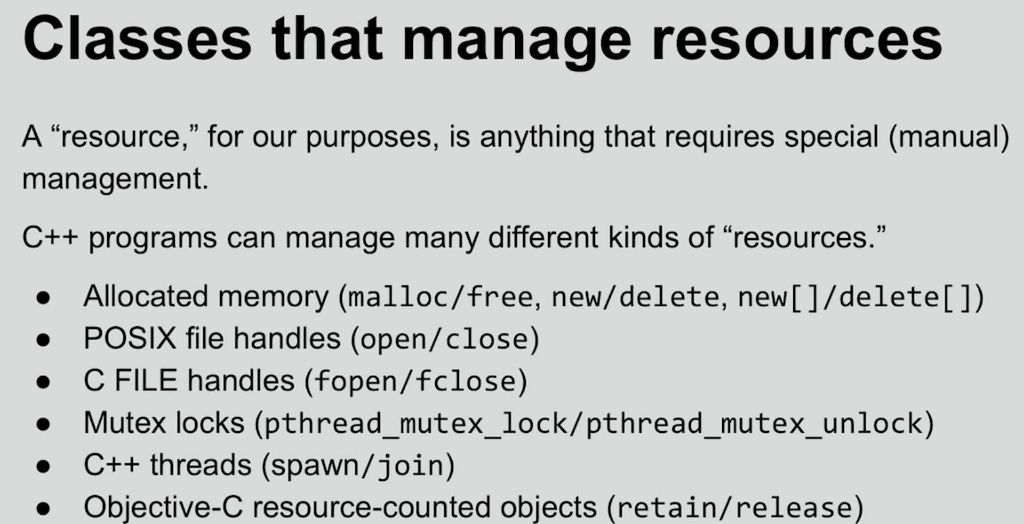 Classes that manage resources
A “resource,” for our purposes, is anything that requires special (manual)
management.
C++ programs can manage many different kinds of “resources.”
● Allocated memory (malloc/free, new/delete, new[]/delete[])
● POSIX file handles (open/close)
● C FILE handles (fopen/fclose)
● Mutex locks (pthread_mutex_lock/pthread_mutex_unlock)
● C++ threads (spawn/join)
● Objective-C resource-counted objects (retain/release)